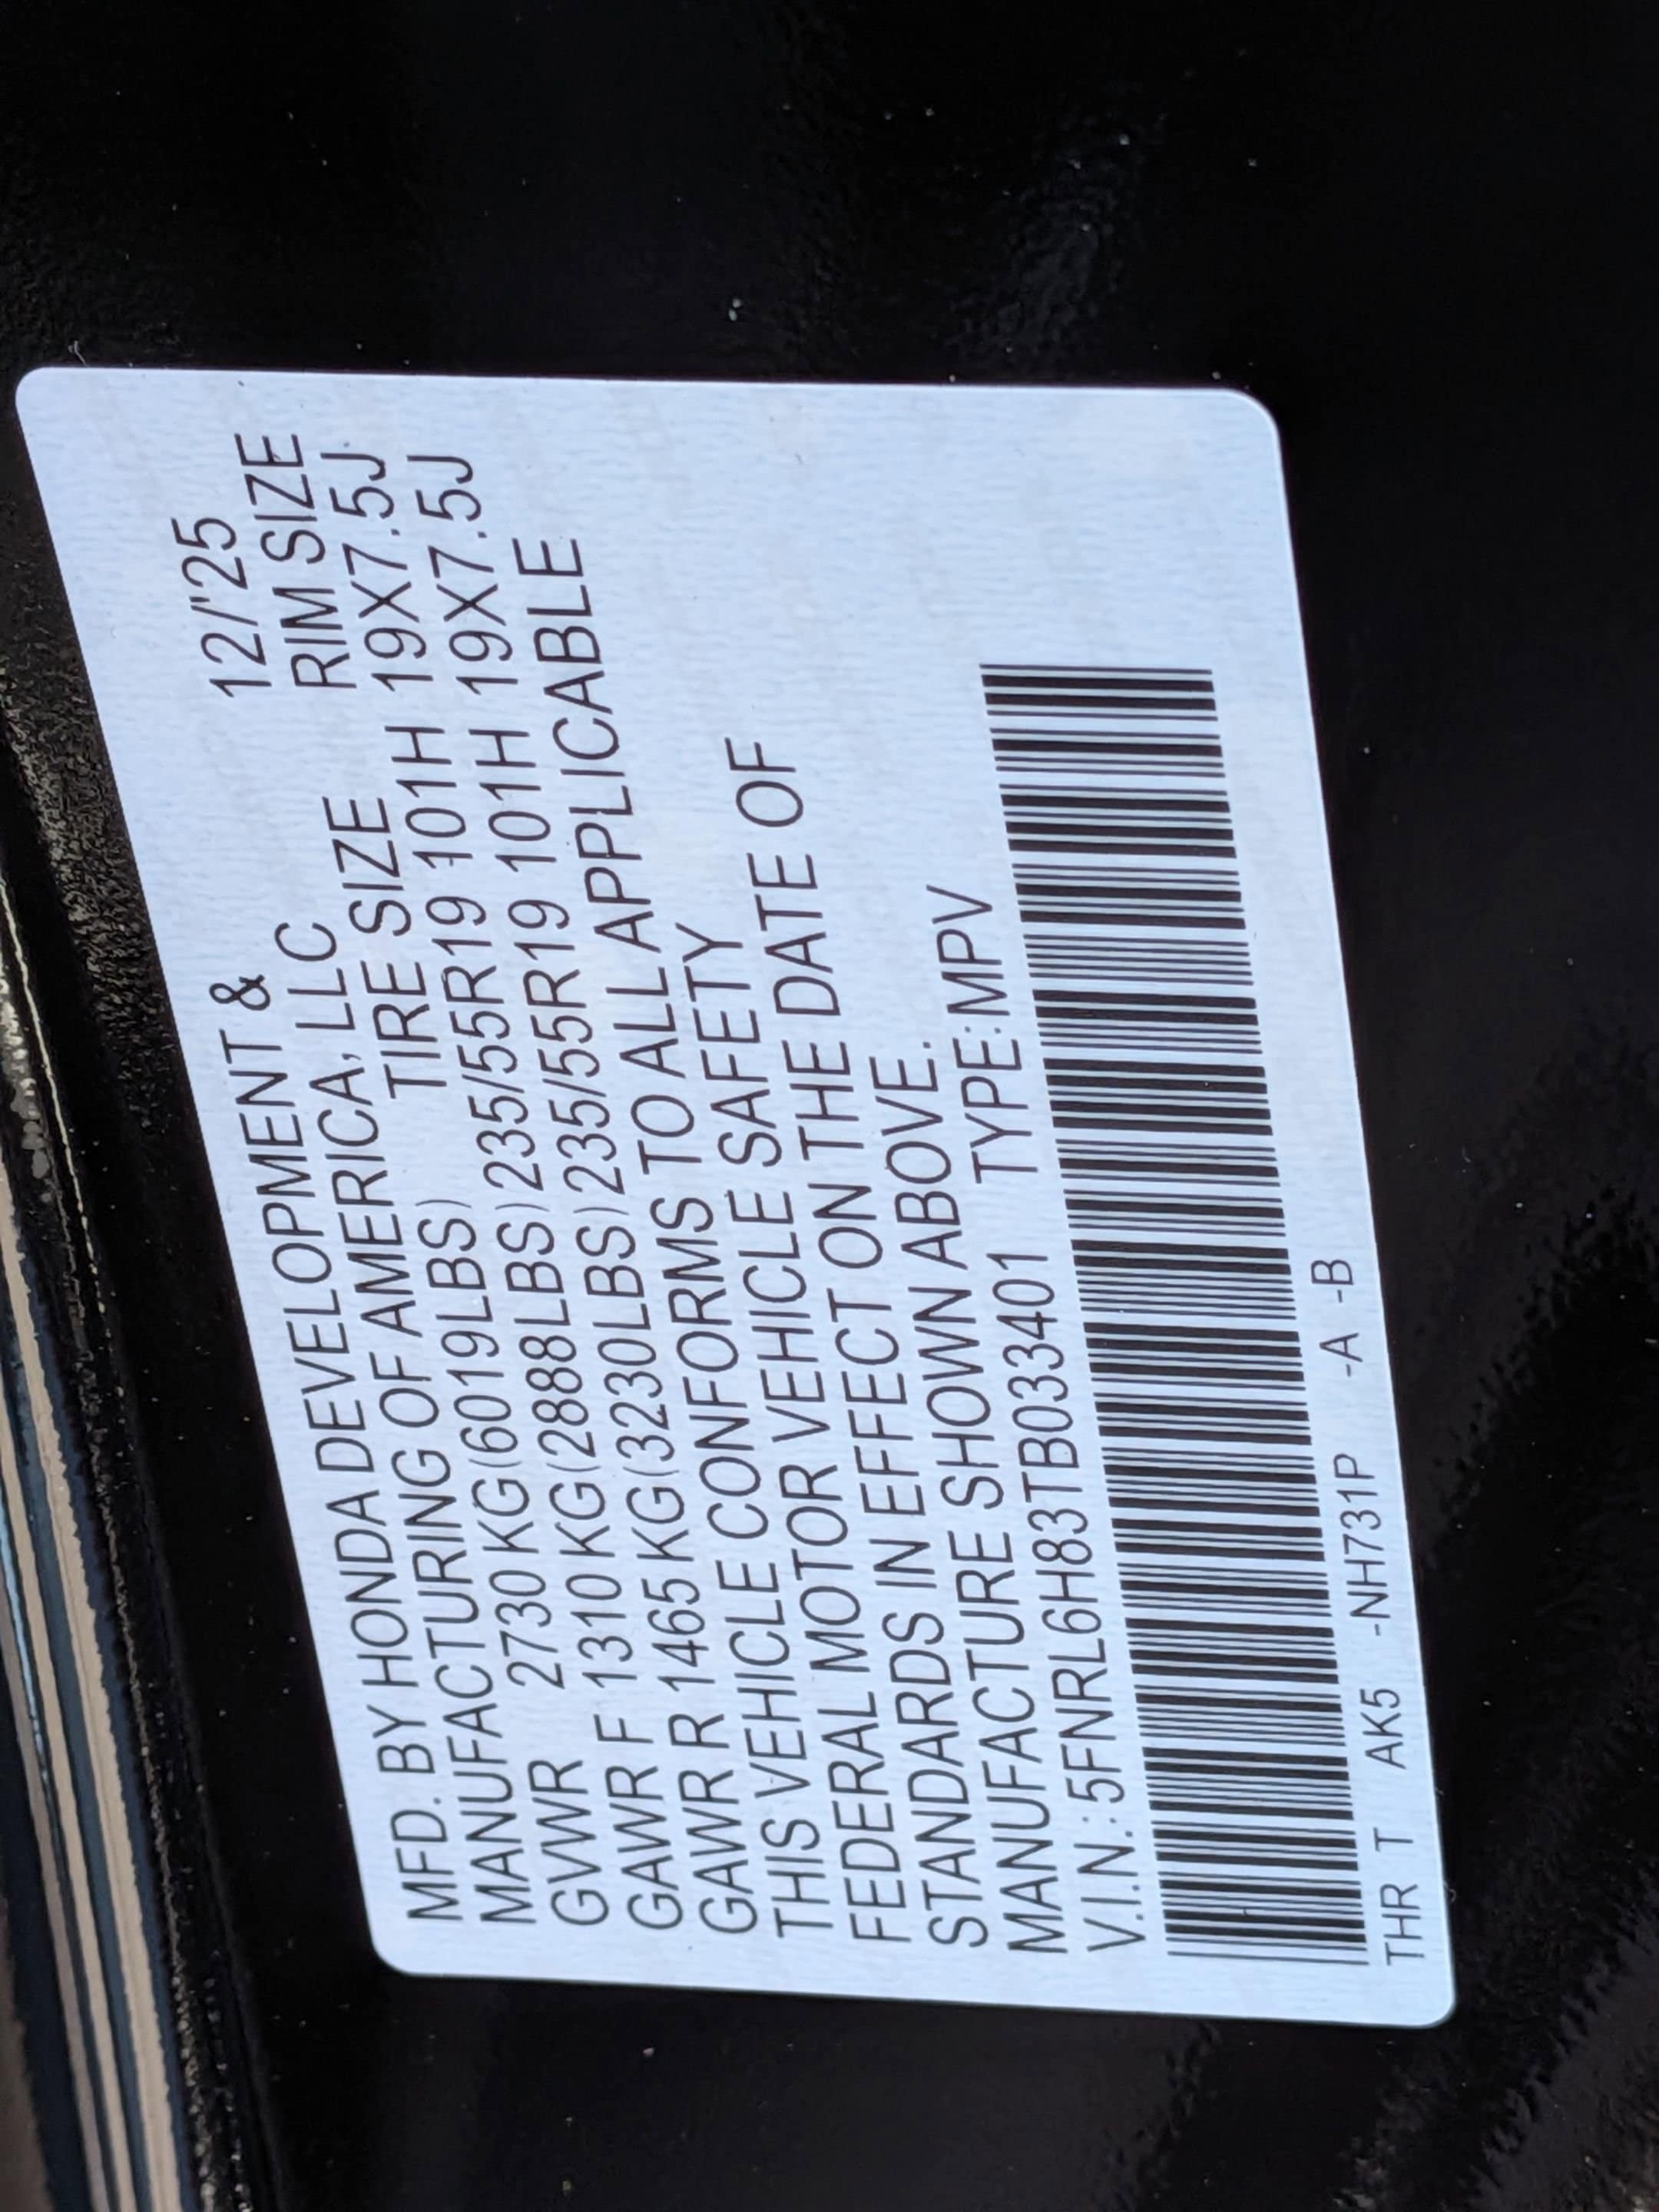 MFD. BY HONDA DEVELOPMENT & 12/'25
MANUFACTURING OF AMERICA, LLC RIM SIZE
TIRE SIZE
GVWR 2730 KG(6019LBS)
GAWR F 1310 KG(2888LBS) 235/55R19 101H 19X7.5J
GAWR R 1465 KG(3230LBS) 235/55R19 101H 19X7.5J
THIS VEHICLE CONFORMS TO ALL APPLICABLE
FEDERAL MOTOR VEHICLE SAFETY
STANDARDS IN EFFECT ON THE DATE OF
MANUFACTURE SHOWN ABOVE.
V.I.N.: 5FNRL6H83TB033401 TYPE:MPV
THR T AK5 -NH731P -A -B